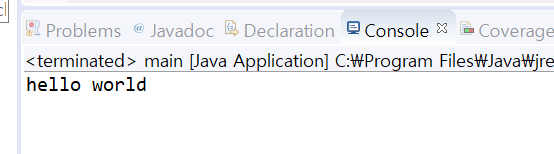 Problems @ Javadoc Declaration Console Coverage
<terminated> main [Java Application] C:₩Program Files₩Java₩jre
hello world